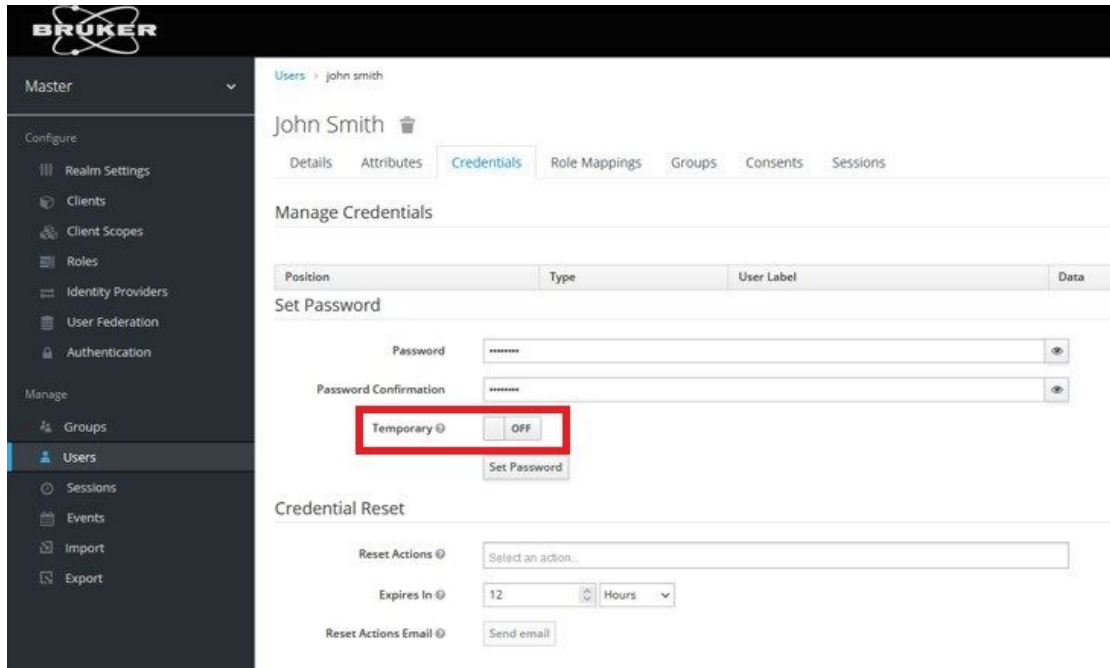 BRUKER
Master
Users > john smith
John Smith
Configure
Realm Settings
Clients
Client Scopes
Roles
Identity Providers
User Federation
Authentication
Manage
Groups
Users
Sessions
Events
Import
Export
Details Attributes Credentials Role Mappings Groups Consents Sessions
Manage Credentials
Position Type User Label Data
Set Password
Password ••••••••
Password Confirmation ••••••••
Temporary OFF
Set Password
Credential Reset
Reset Actions Select an action...
Expires In 12 Hours
Reset Actions Email Send email